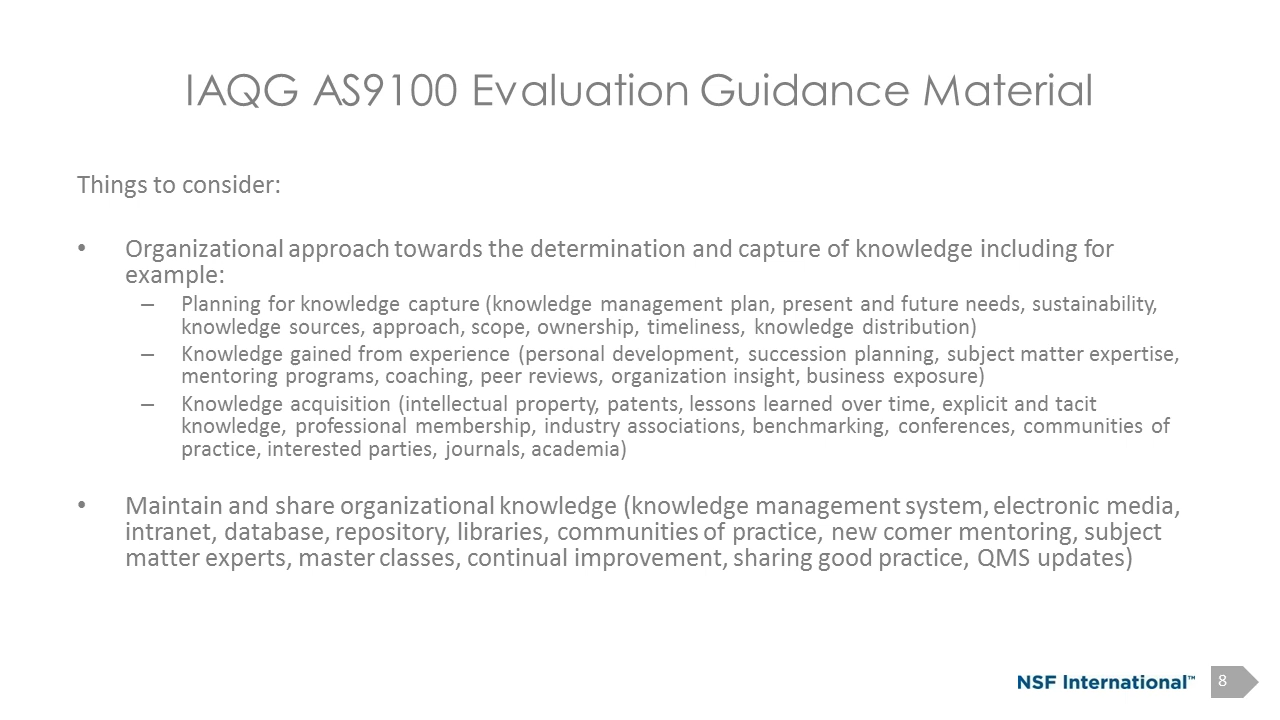 IAQG AS9100 Evaluation Guidance Material
Things to consider:
• Organizational approach towards the determination and capture of knowledge including for
example:
– Planning for knowledge capture (knowledge management plan, present and future needs, sustainability,
knowledge sources, approach, scope, ownership, timeliness, knowledge distribution)
– Knowledge gained from experience (personal development, succession planning, subject matter expertise,
mentoring programs, coaching, peer reviews, organization insight, business exposure)
– Knowledge acquisition (intellectual property, patents, lessons learned over time, explicit and tacit
knowledge, professional membership, industry associations, benchmarking, conferences, communities of
practice, interested parties, journals, academia)
• Maintain and share organizational knowledge (knowledge management system, electronic media,
intranet, database, repository, libraries, communities of practice, new comer mentoring, subject
matter experts, master classes, continual improvement, sharing good practice, QMS updates)
NSF International™
8